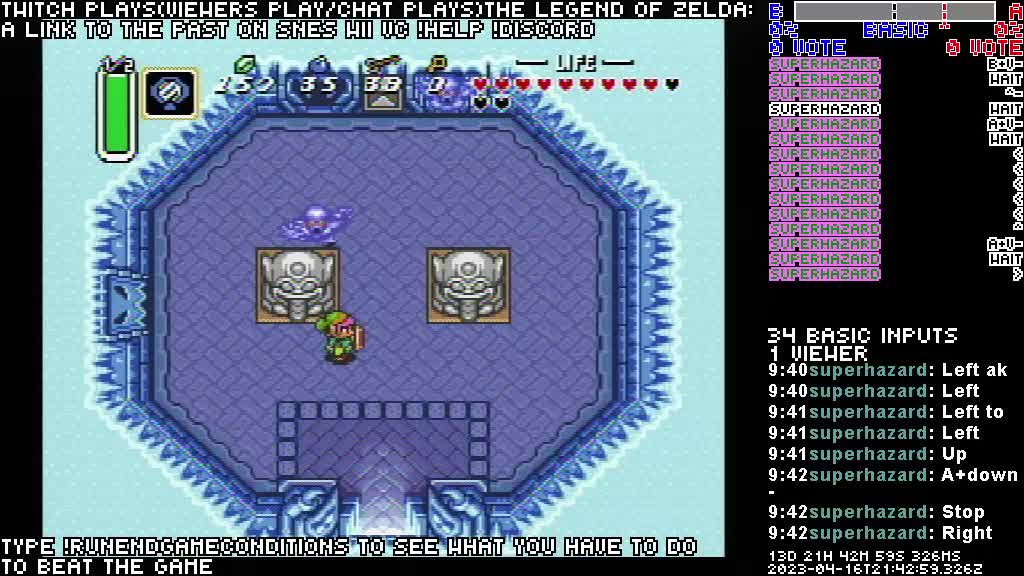 TWITCH PLAYS(VIEWERS PLAY/CHAT PLAYS)THE LEGEND OF ZELDA:
A LINK TO THE PAST ON SNES WII VC !HELP !DISCORD
B A
0% BASIC 0%
0 VOTE 0 VOTE
SUPERHAZARD B+V-
SUPERHAZARD WAIT
SUPERHAZARD
SUPERHAZARD WAIT
SUPERHAZARD A+V-
SUPERHAZARD WAIT
SUPERHAZARD <
SUPERHAZARD <
SUPERHAZARD <
SUPERHAZARD <
SUPERHAZARD
SUPERHAZARD
SUPERHAZARD A+V-
SUPERHAZARD WAIT
SUPERHAZARD >
1/2
LIFE
252 35 38 0
34 BASIC INPUTS
1 VIEWER
9:40superhazard: Left ak
9:40superhazard: Left
9:41superhazard: Left to
9:41superhazard: Left
9:41superhazard: Up
9:42superhazard: A+down
-
9:42superhazard: Stop
9:42superhazard: Right
13D 21H 42M 59S 326MS
2023-04-16T21:42:59.326Z
TYPE !RUNENDGAMECONDITIONS TO SEE WHAT YOU HAVE TO DO
TO BEAT THE GAME